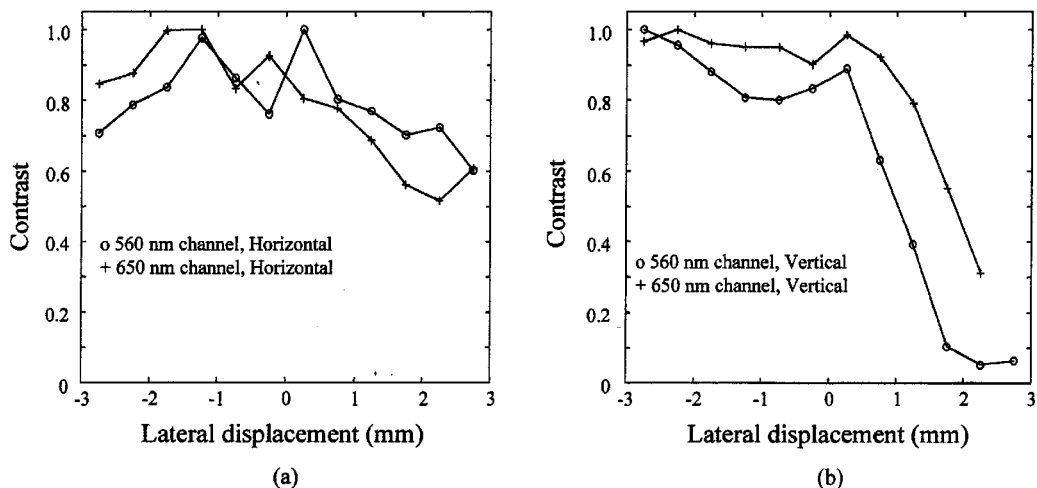 1.0
0.8
0.6
0.4
0.2
0
Contrast
o 560 nm channel, Horizontal
+ 650 nm channel, Horizontal
-3 -2 -1 0 1 2 3
Lateral displacement (mm)
(a)
1.0
0.8
0.6
0.4
0.2
0
Contrast
o 560 nm channel, Vertical
+ 650 nm channel, Vertical
-3 -2 -1 0 1 2 3
Lateral displacement (mm)
(b)